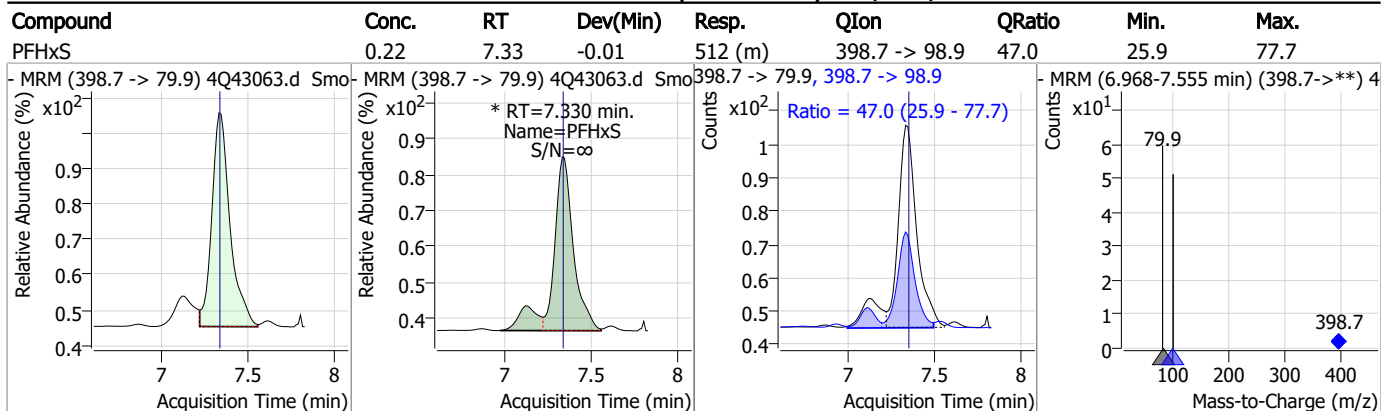 Compound Conc. RT Dev(Min) Resp. QIon QRatio Min. Max.
PFHxS 0.22 7.33 -0.01 512 (m) 398.7 -> 98.9 47.0 25.9 77.7
- MRM (398.7 -> 79.9) 4Q43063.d Smo
Relative Abundance (%)
x10²
1
0.9
0.8
0.7
0.6
0.5
0.4
7 7.5 8
Acquisition Time (min)
- MRM (398.7 -> 79.9) 4Q43063.d Smo
Relative Abundance (%)
x10²
* RT=7.330 min.
Name=PFHxS
S/N=∞
0.9
0.8
0.7
0.6
0.5
0.4
7 7.5 8
Acquisition Time (min)
398.7 -> 79.9, 398.7 -> 98.9
Counts
x10²
Ratio = 47.0 (25.9 - 77.7)
1
0.9
0.8
0.7
0.6
0.5
0.4
7 7.5 8
Acquisition Time (min)
- MRM (6.968-7.555 min) (398.7->**) 4
Counts
x10¹
79.9
6
5
4
3
2
1
0
398.7
100 200 300 400
Mass-to-Charge (m/z)